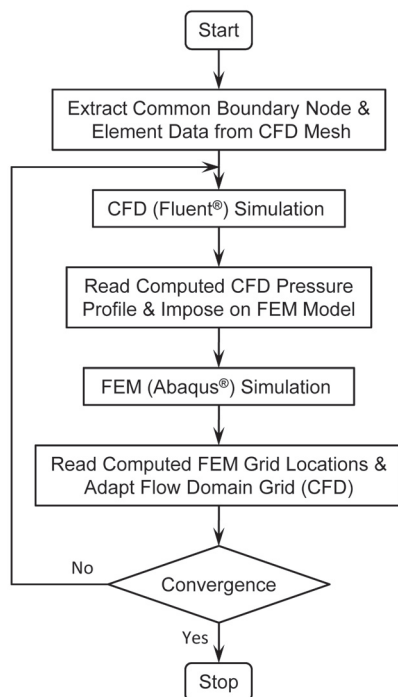 Start
Extract Common Boundary Node &
Element Data from CFD Mesh
CFD (Fluent®) Simulation
Read Computed CFD Pressure
Profile & Impose on FEM Model
FEM (Abaqus®) Simulation
Read Computed FEM Grid Locations &
Adapt Flow Domain Grid (CFD)
No
Convergence
Yes
Stop